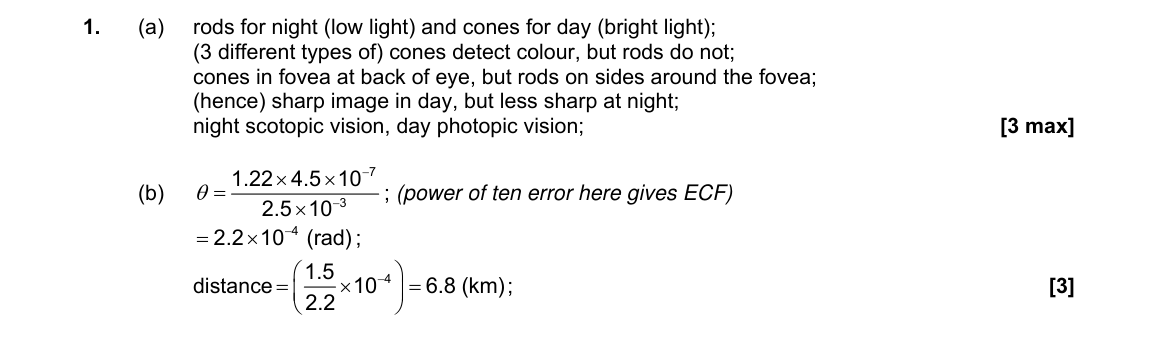 1. (a) rods for night (low light) and cones for day (bright light);
(3 different types of) cones detect colour, but rods do not;
cones in fovea at back of eye, but rods on sides around the fovea;
(hence) sharp image in day, but less sharp at night;
night scotopic vision, day photopic vision; [3 max]
(b) θ = \frac{1.22 × 4.5 × 10^{-7}}{2.5 × 10^{-3}} ; (power of ten error here gives ECF)
= 2.2 × 10^{-4} (rad) ;
distance = \left( \frac{1.5}{2.2} × 10^{-4} \right) = 6.8 (km); [3]